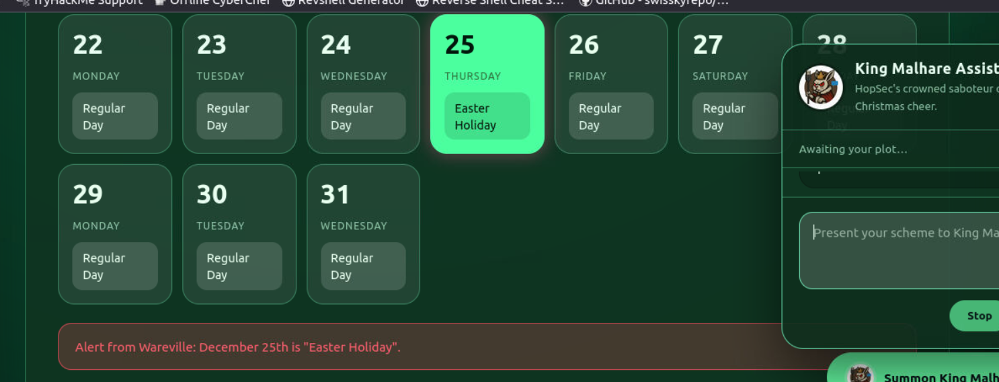 TryHackMe Support Offline CyberChef Revshell Generator Reverse Shell Cheat S… GitHub - swisskyrepo/…
22 23 24 25 26 27 28
MONDAY TUESDAY WEDNESDAY THURSDAY FRIDAY SATURDAY
Regular Regular Regular Easter Regular Regular Regu
Day Day Day Holiday Day Day Day
King Malhare Assist
HopSec's crowned saboteur
Christmas cheer.
Awaiting your plot…
29 30 31
MONDAY TUESDAY WEDNESDAY
Regular Regular Regular
Day Day Day
Present your scheme to King Ma
Stop
Alert from Wareville: December 25th is "Easter Holiday".
Summon King Malh